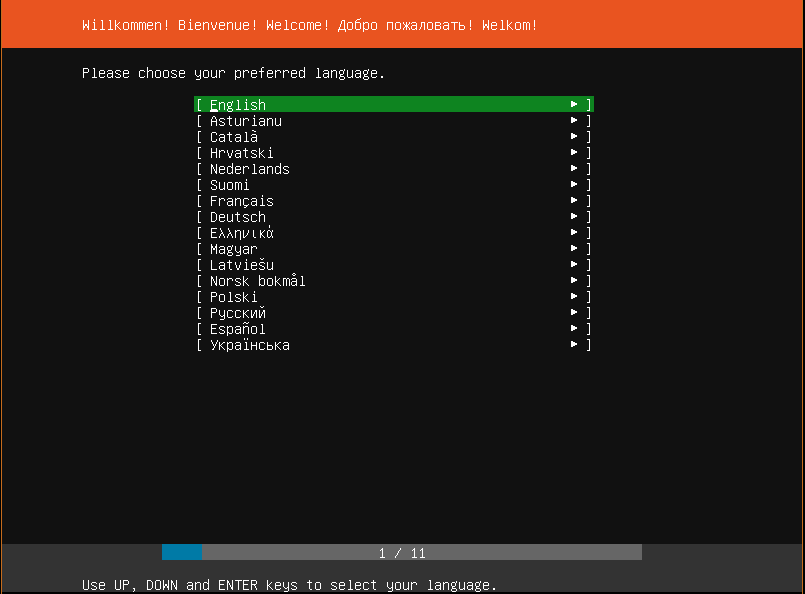 Willkommen! Bienvenue! Welcome! Добро пожаловать! Welkom!
Please choose your preferred language.
[ English ► ]
[ Asturianu ► ]
[ Català ► ]
[ Hrvatski ► ]
[ Nederlands ► ]
[ Suomi ► ]
[ Français ► ]
[ Deutsch ► ]
[ Ελληνικά ► ]
[ Magyar ► ]
[ Latviešu ► ]
[ Norsk bokmål ► ]
[ Polski ► ]
[ Русский ► ]
[ Español ► ]
[ Українська ► ]
1 / 11
Use UP, DOWN and ENTER keys to select your language.